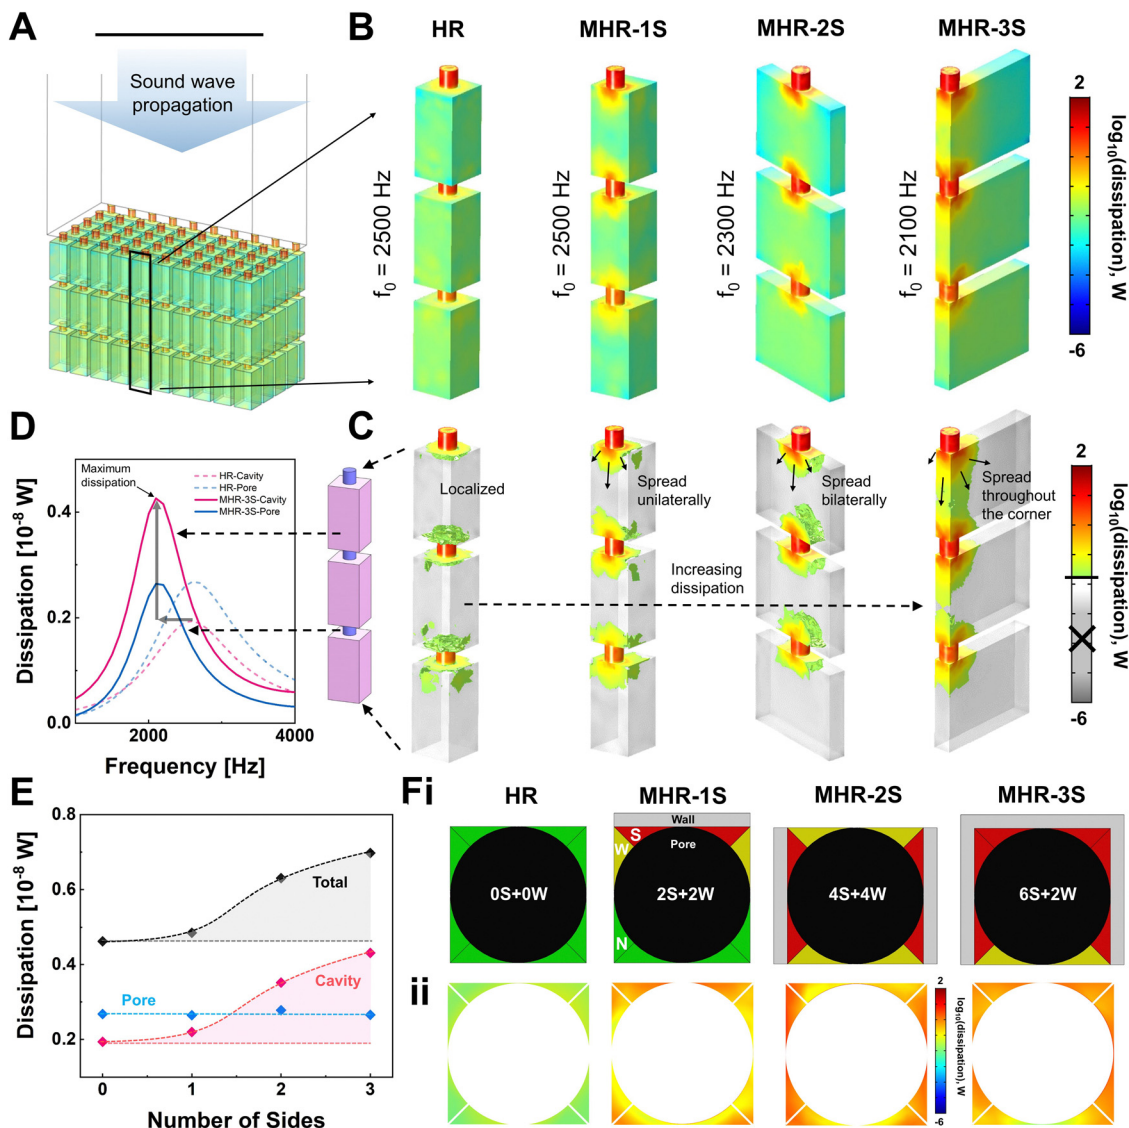 A
Sound wave
propagation
B
HR
MHR-1S
MHR-2S
MHR-3S
f₀ = 2500 Hz
f₀ = 2500 Hz
f₀ = 2300 Hz
f₀ = 2100 Hz
2
-6
log₁₀(dissipation), W
D
Maximum
dissipation
HR-Cavity
HR-Pore
MHR-3S-Cavity
MHR-3S-Pore
0.4
0.2
0.0
2000
4000
Dissipation [10⁻⁸ W]
Frequency [Hz]
C
Localized
Spread
unilaterally
Spread
bilaterally
Spread
throughout
the corner
Increasing
dissipation
2
-6
log₁₀(dissipation), W
E
0.8
0.6
0.4
0.2
Total
Cavity
Pore
0
1
2
3
Dissipation [10⁻⁸ W]
Number of Sides
Fi
HR
MHR-1S
MHR-2S
MHR-3S
Wall
S
Pore
W
N
0S+0W
2S+2W
4S+4W
6S+2W
ii
2
-6
log₁₀(dissipation), W